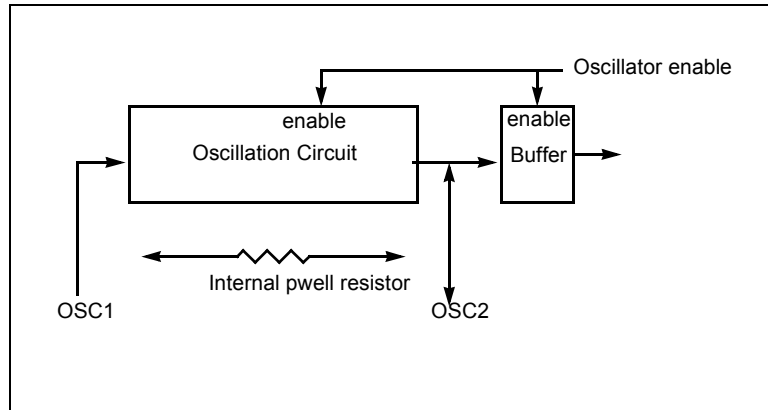 Oscillator enable
enable
enable
Oscillation Circuit
Buffer
Internal pwell resistor
OSC1
OSC2